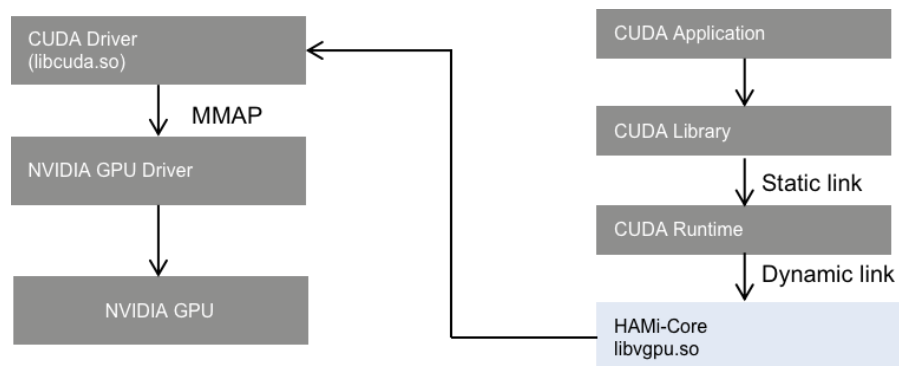 CUDA Driver
(libcuda.so)
MMAP
NVIDIA GPU Driver
NVIDIA GPU
CUDA Application
CUDA Library
Static link
CUDA Runtime
Dynamic link
HAMi-Core
libvgpu.so